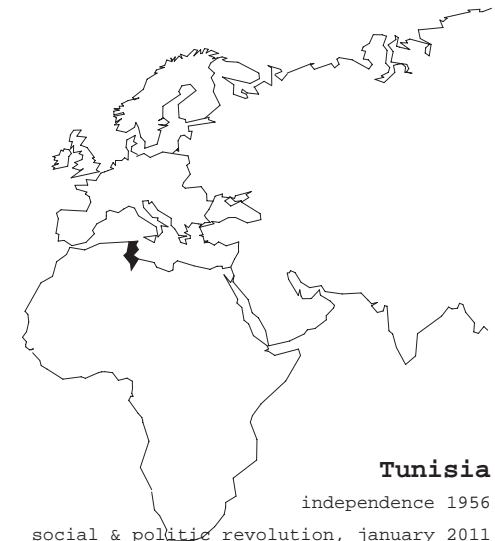 Tunisia
independence 1956
social & politic revolution, january 2011